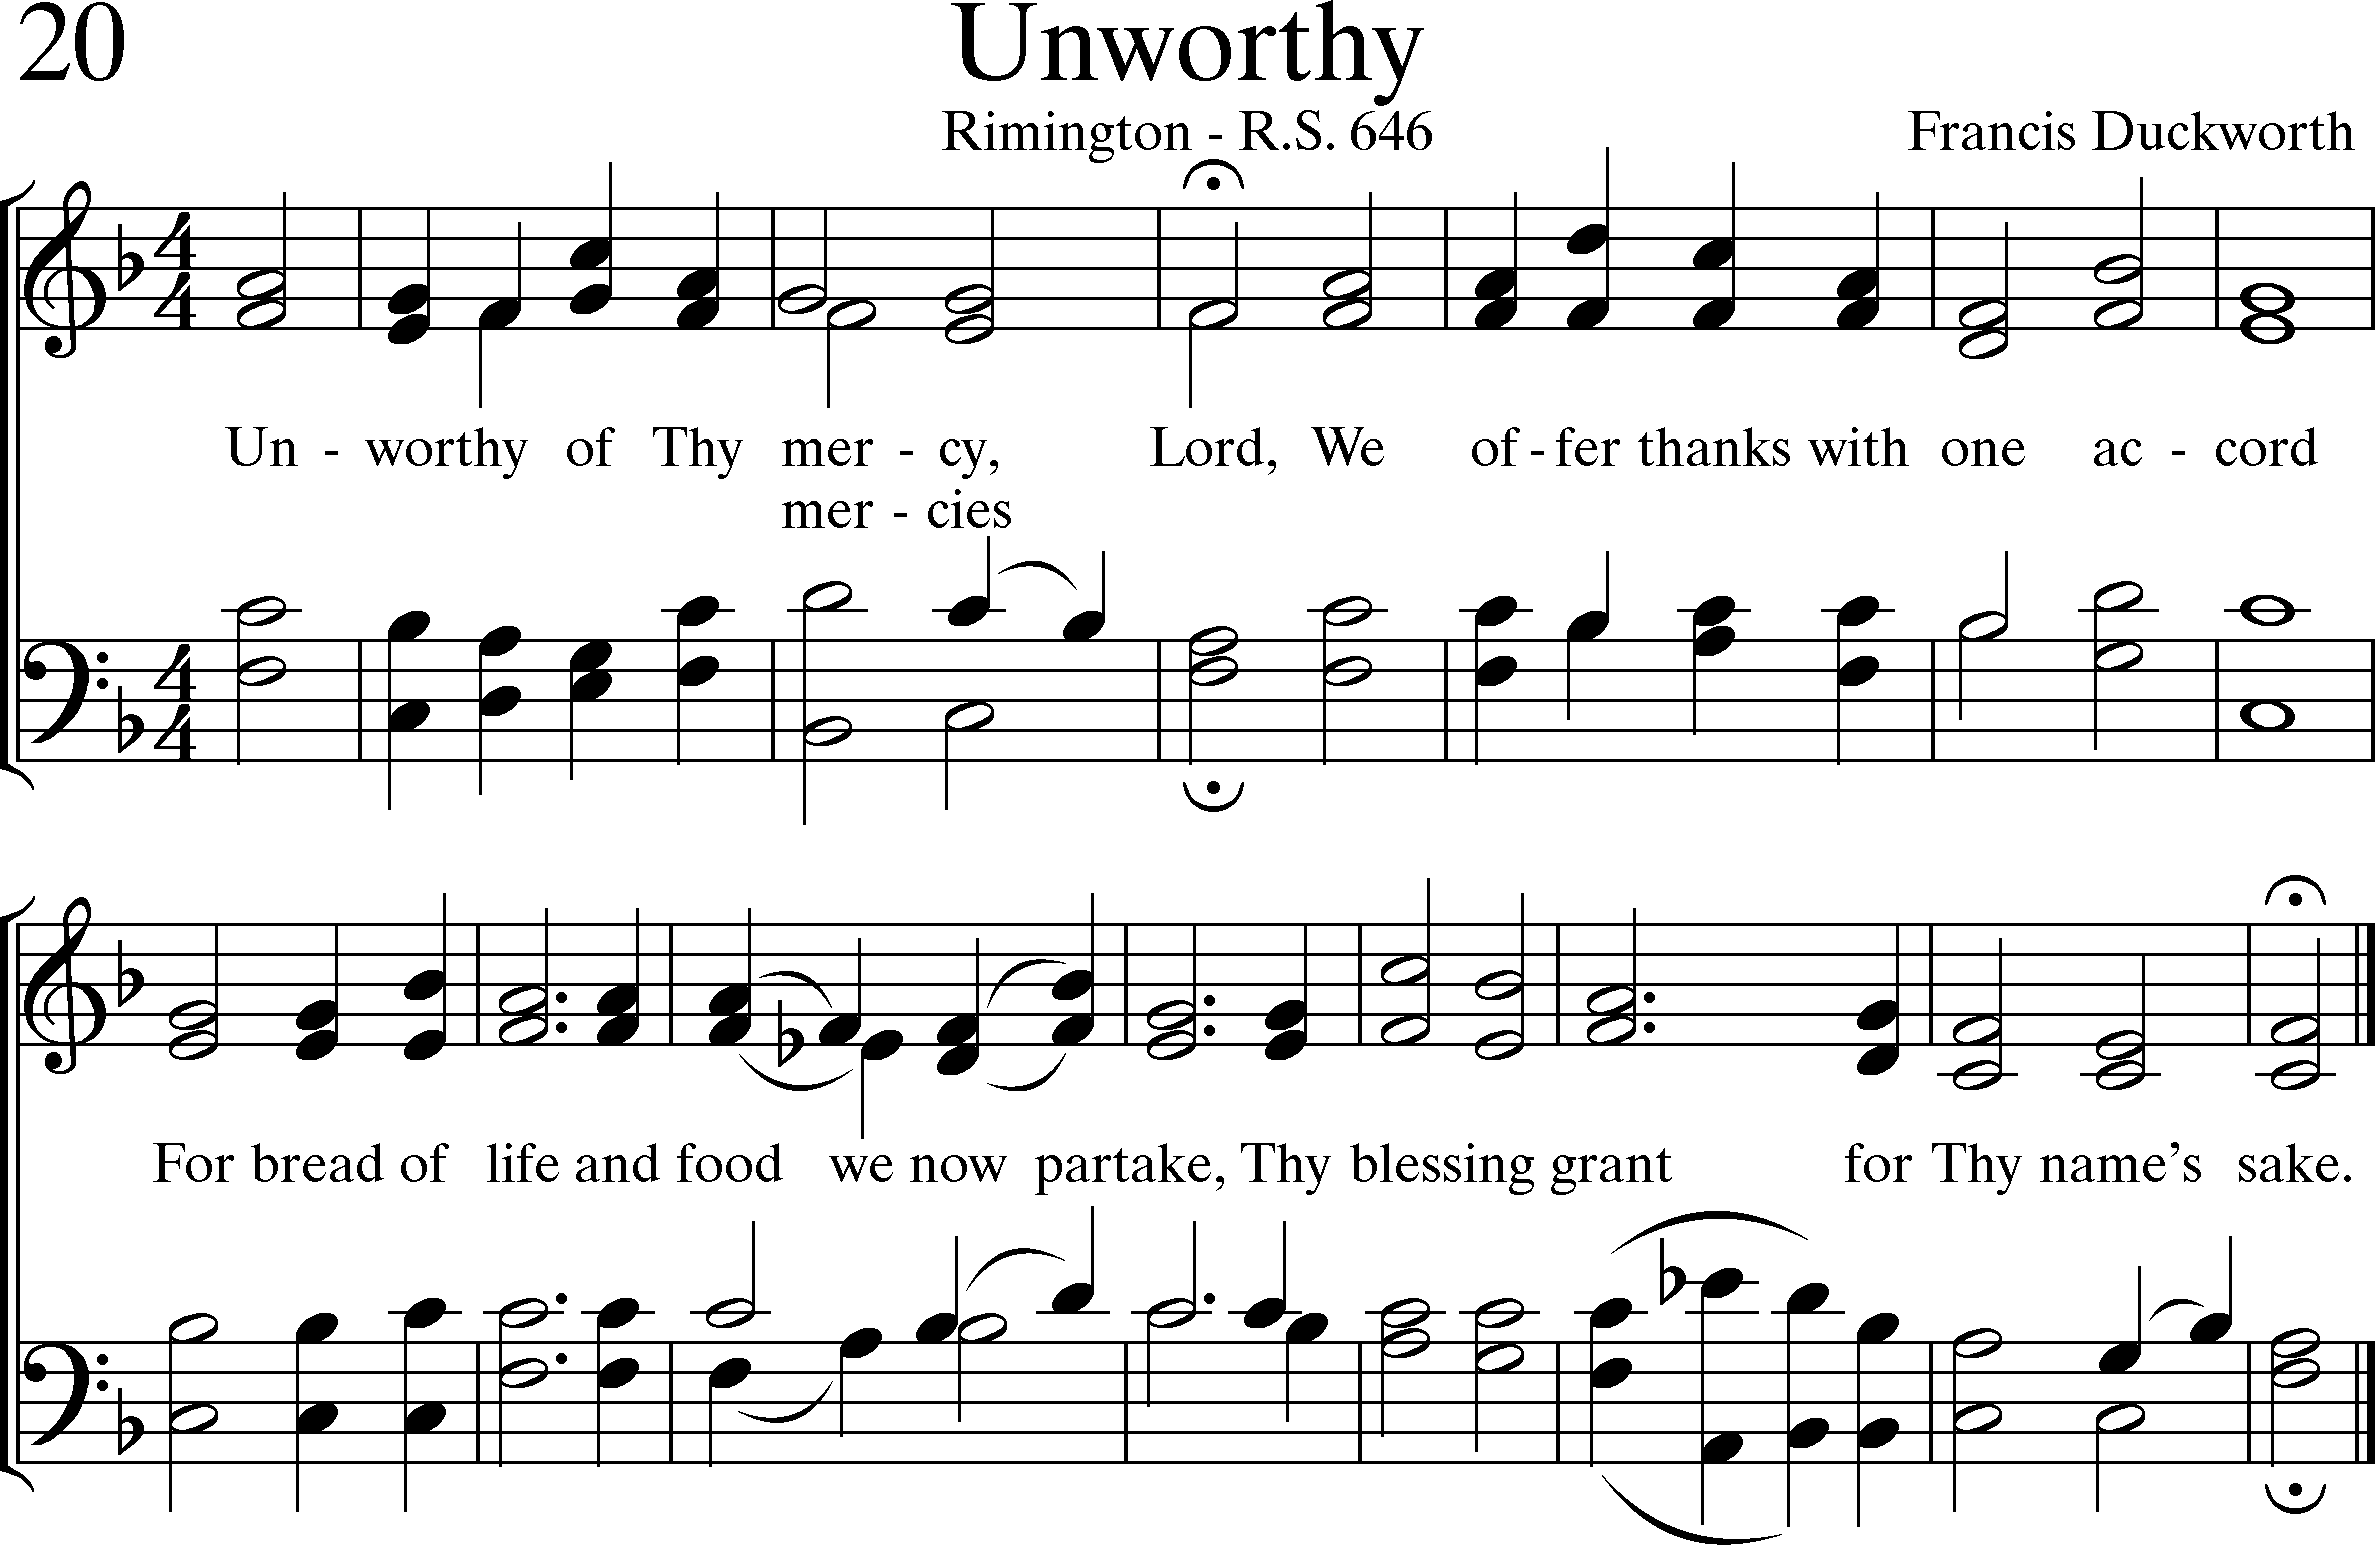 20
Unworthy
Rimington - R.S. 646
Francis Duckworth
Un - worthy of Thy mer - cy, Lord, We of - fer thanks with one ac - cord
mer - cies
For bread of life and food we now partake, Thy blessing grant for Thy name's sake.